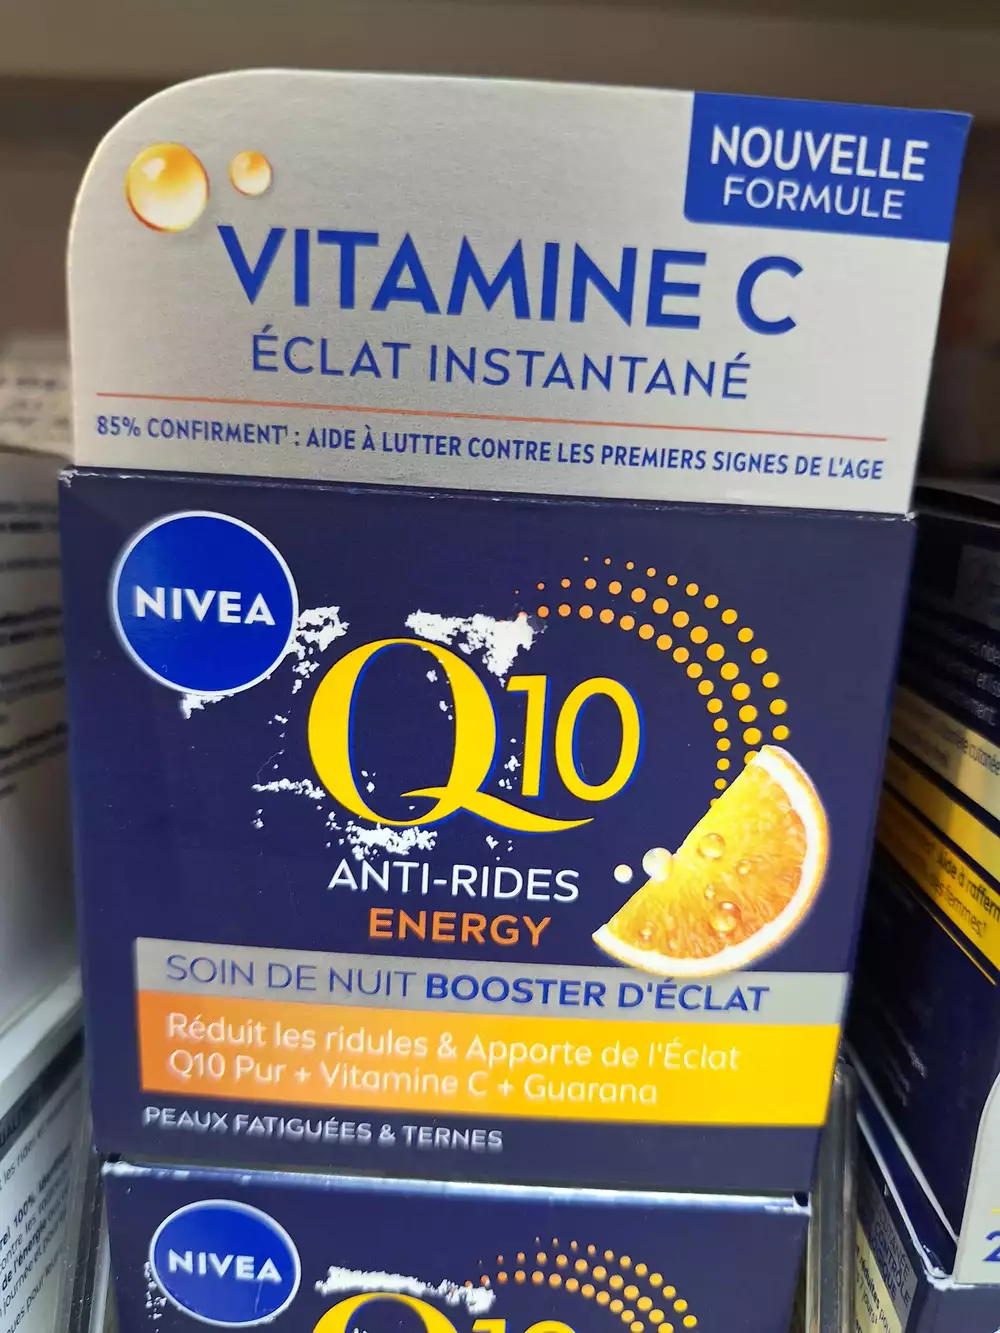 NOUVELLE
FORMULE
VITAMINE C
ÉCLAT INSTANTANÉ
85% CONFIRMENT¹ : AIDE À LUTTER CONTRE LES PREMIERS SIGNES DE L'AGE
NIVEA
Q10
ANTI-RIDES
ENERGY
SOIN DE NUIT BOOSTER D'ÉCLAT
Réduit les ridules & Apporte de l'Éclat
Q10 Pur + Vitamine C + Guarana
PEAUX FATIGUÉES & TERNES
NIVEA
Q10